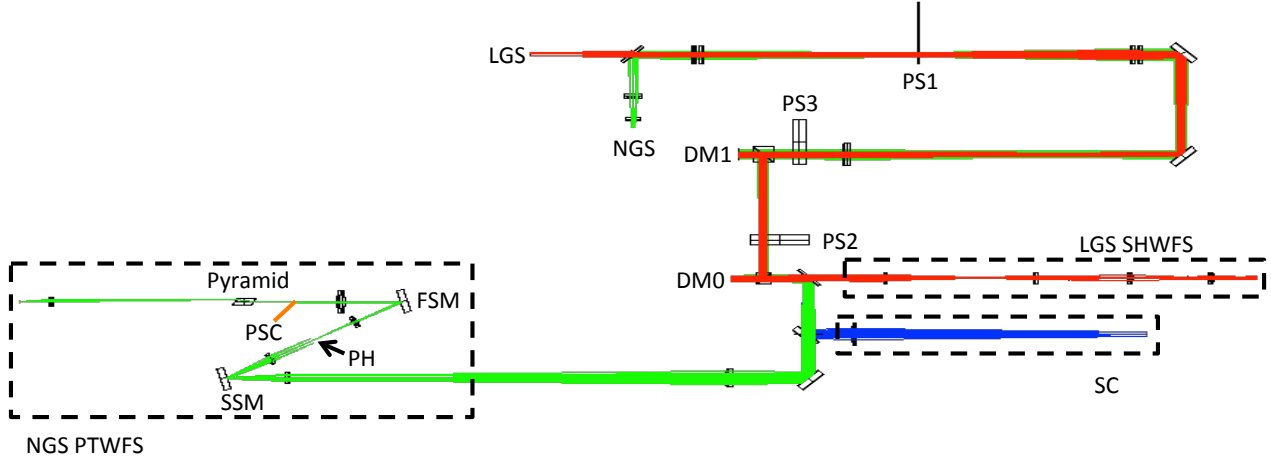 LGS
PS1
NGS
PS3
DM1
PS2
LGS SHWFS
DM0
Pyramid
FSM
PSC
PH
SSM
SC
NGS PTWFS